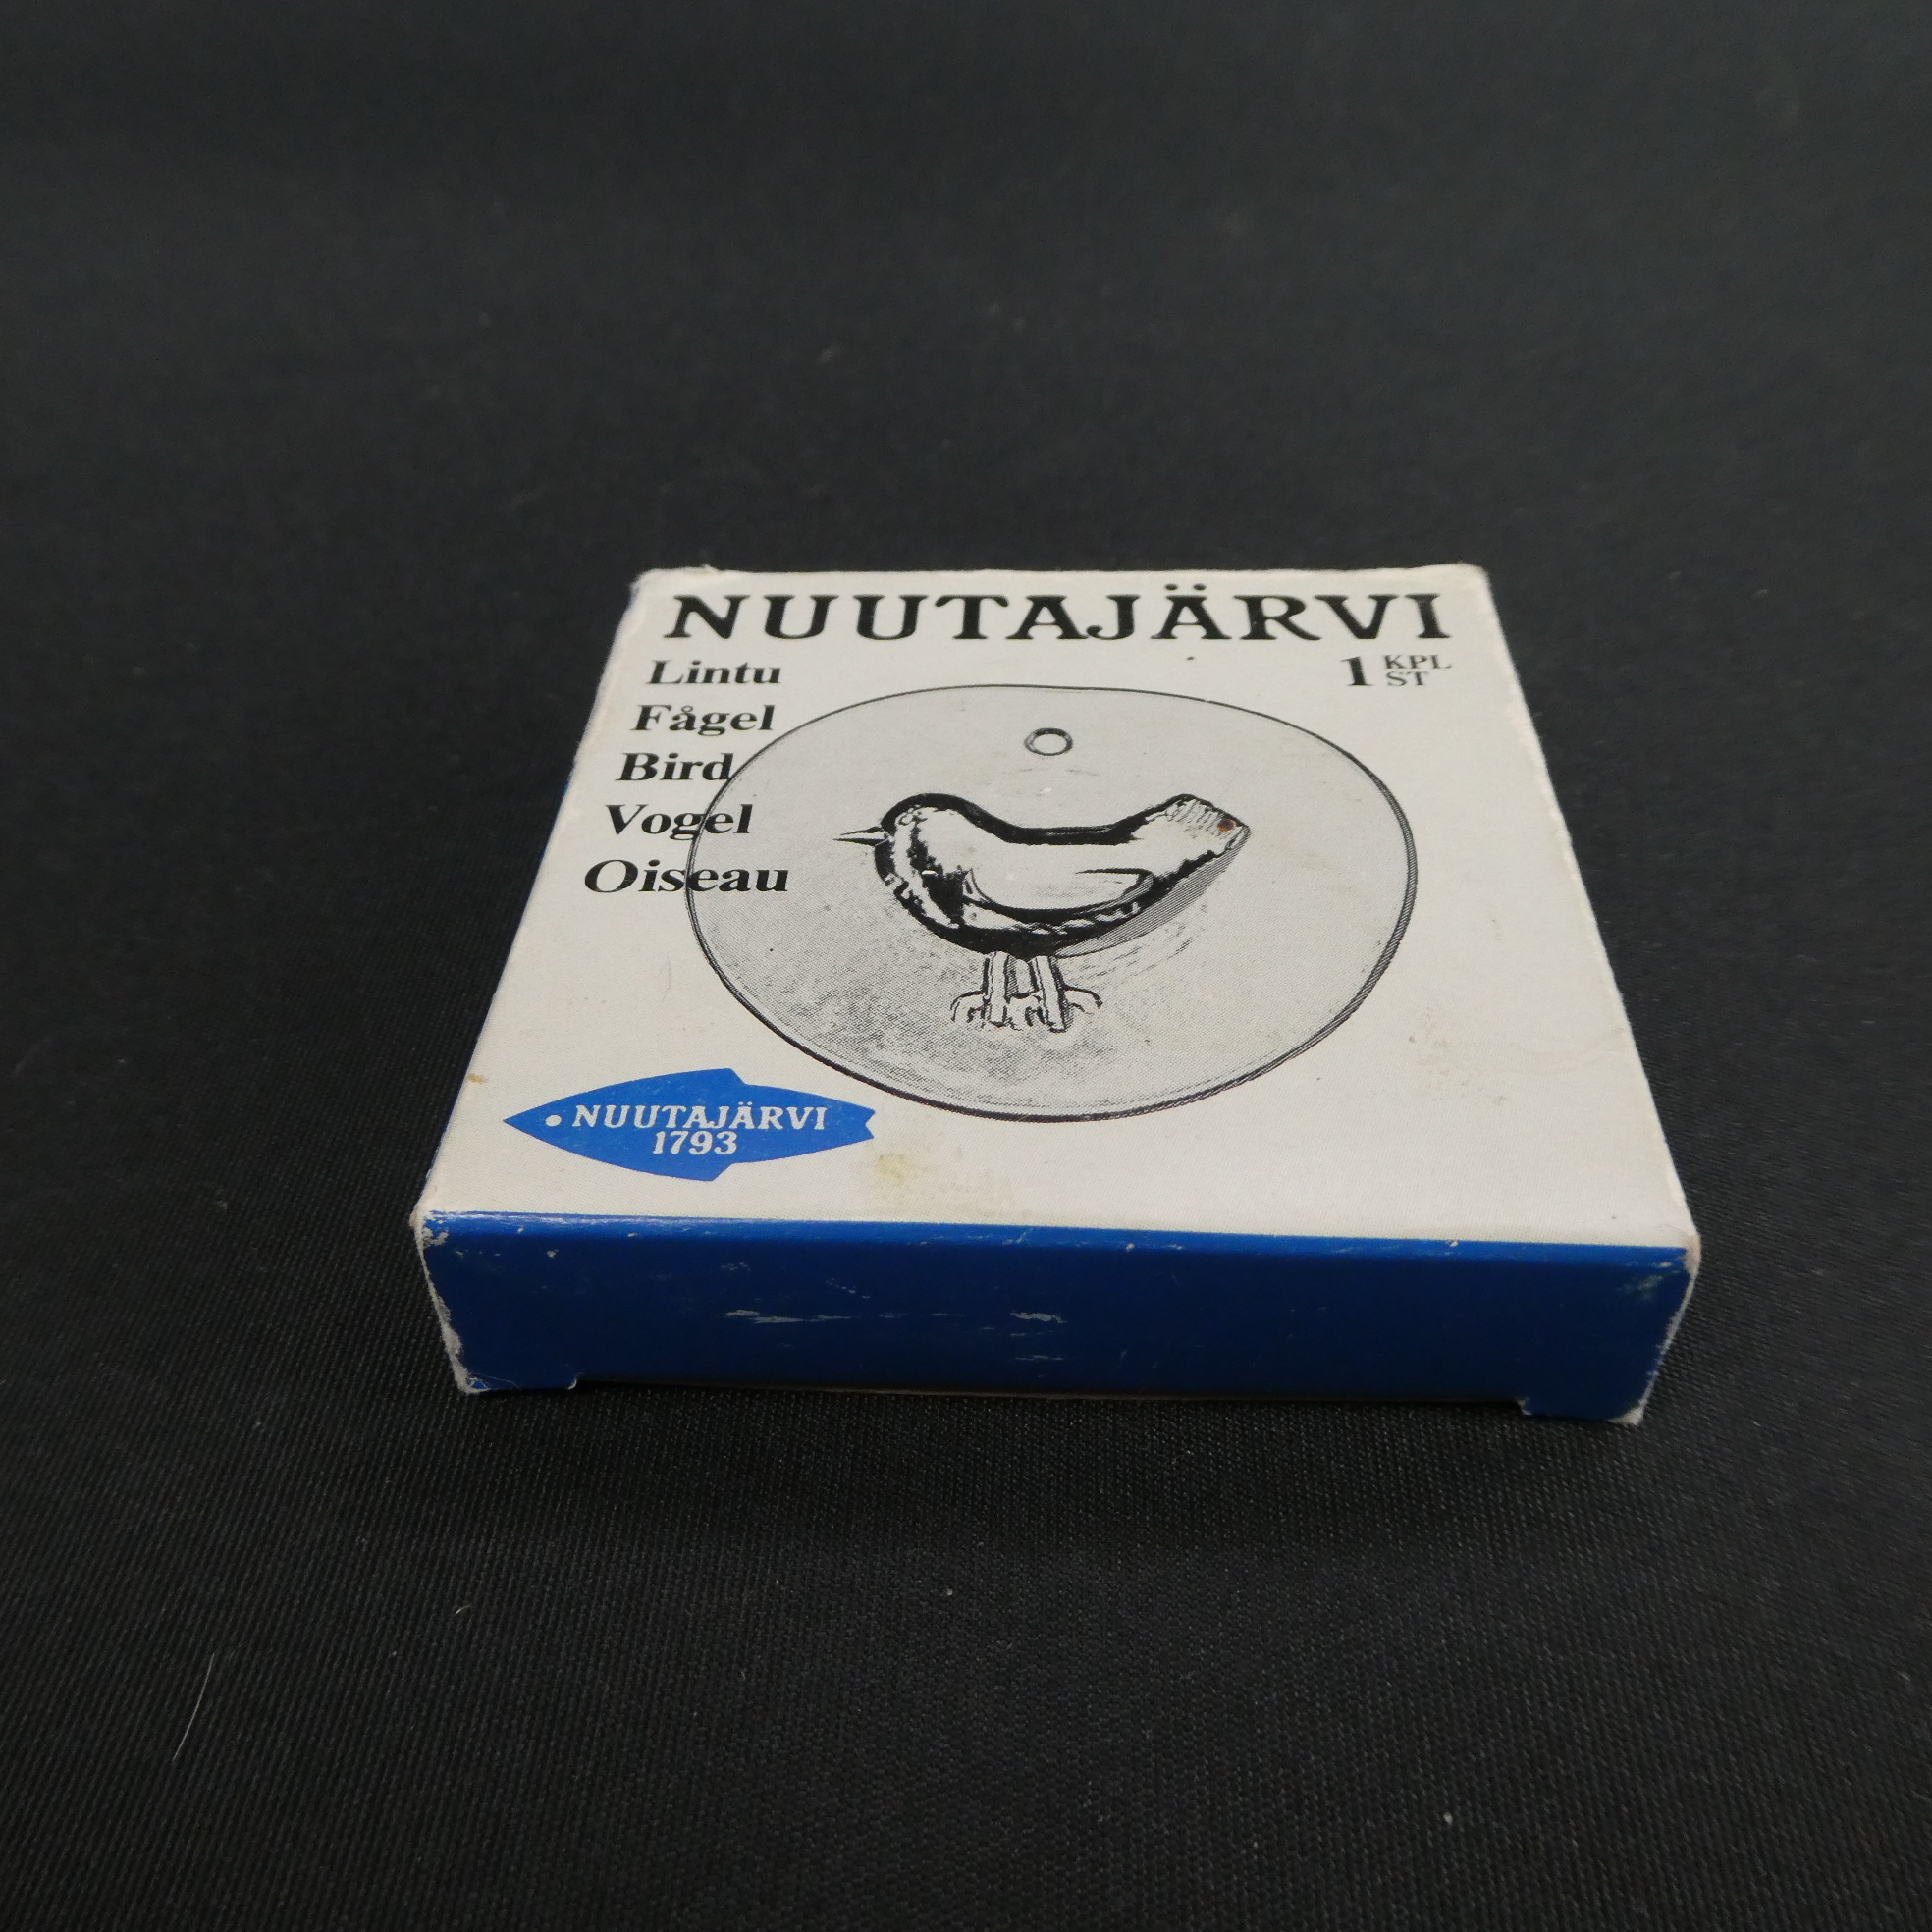 NUUTAJÄRVI
1 KPL
ST
Lintu
Fågel
Bird
Vogel
Oiseau
NUUTAJÄRVI
1793